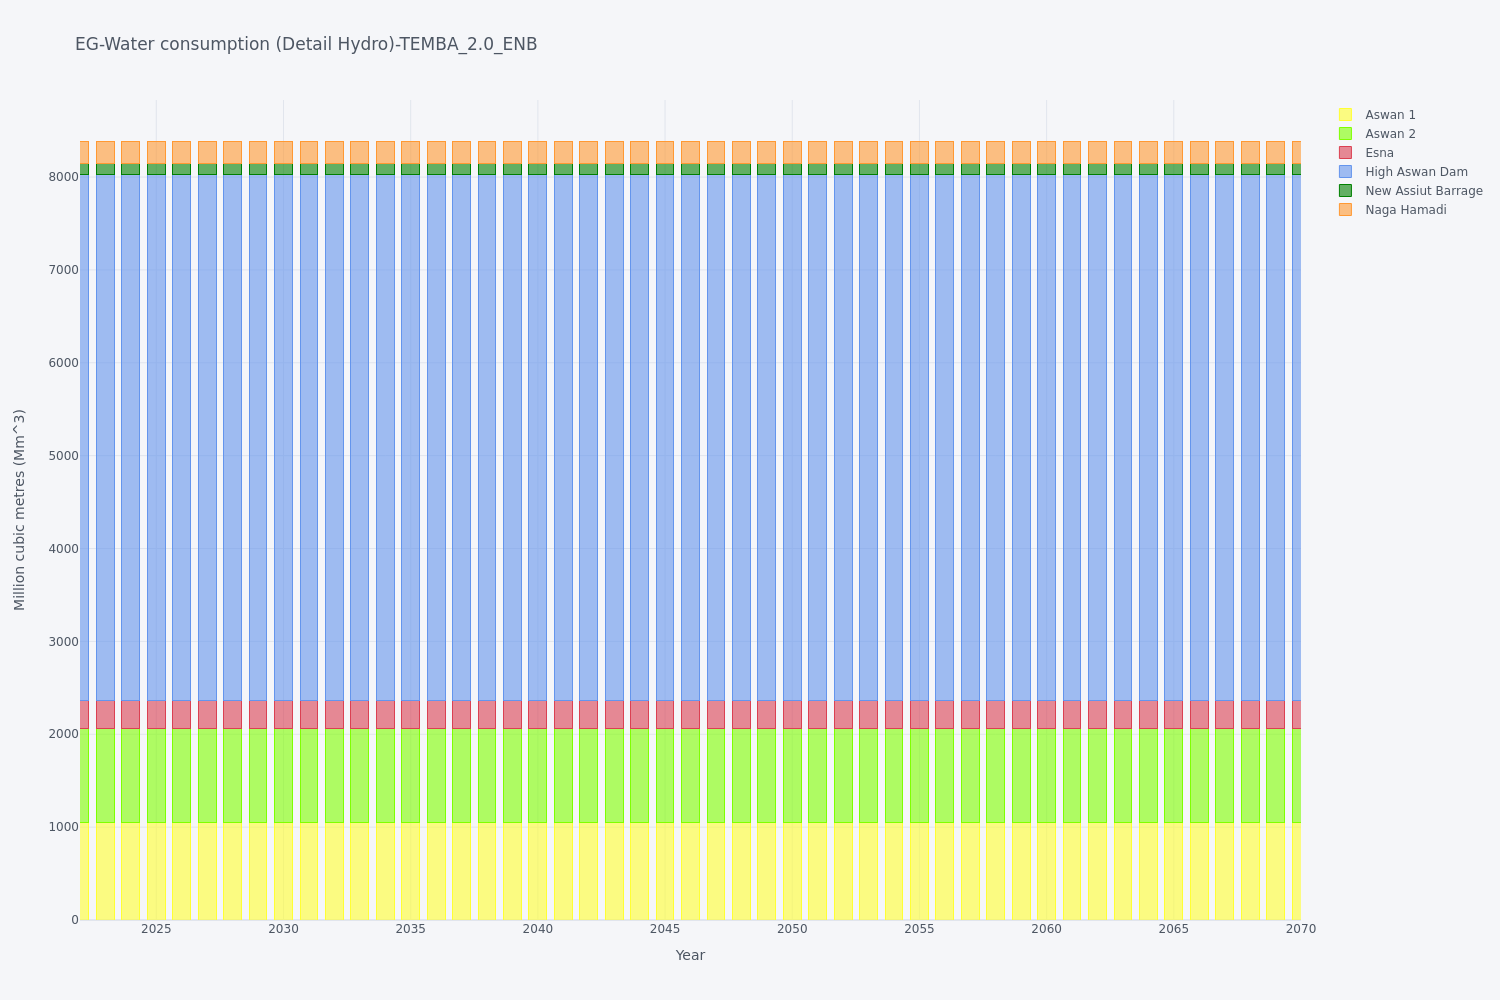 EG-Water consumption (Detail Hydro)-TEMBA_2.0_ENB
Aswan 1
Aswan 2
Esna
High Aswan Dam
New Assiut Barrage
Naga Hamadi
Million cubic metres (Mm^3)
8000
7000
6000
5000
4000
3000
2000
1000
0
2025 2030 2035 2040 2045 2050 2055 2060 2065 2070
Year